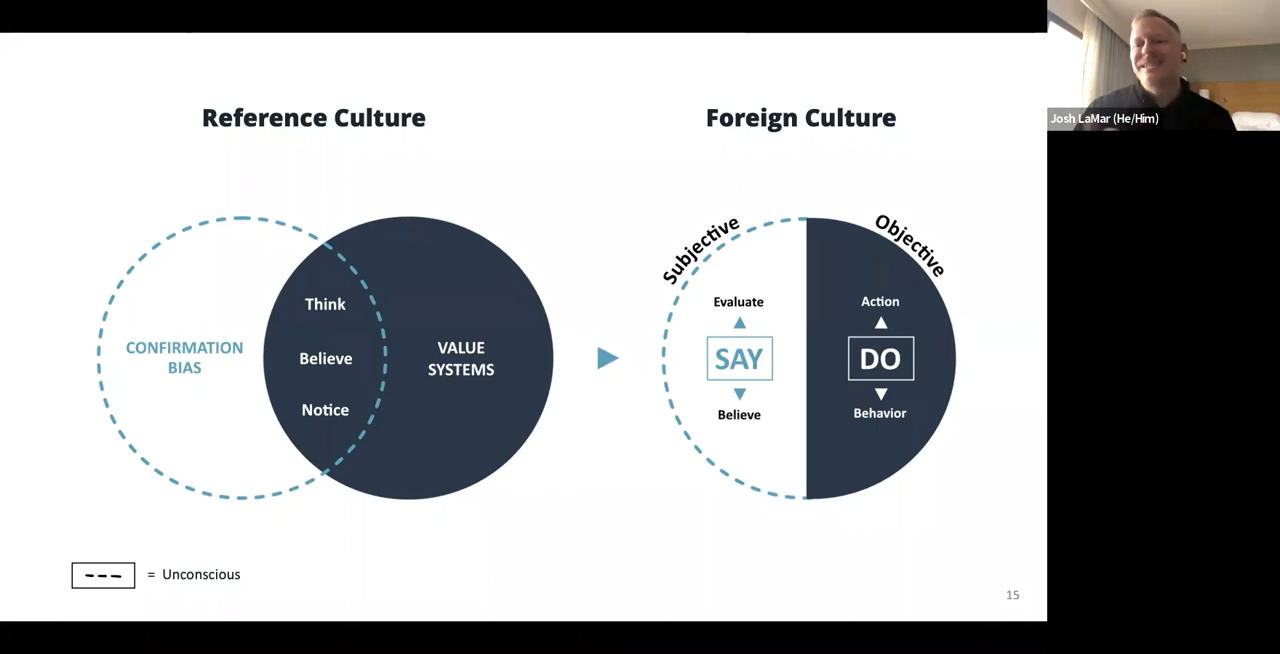 Reference Culture
Foreign Culture
CONFIRMATION
BIAS
Think
Believe
Notice
VALUE
SYSTEMS
Subjective
Objective
Evaluate
SAY
Believe
Action
DO
Behavior
--- = Unconscious
15
Josh LaMar (He/Him)